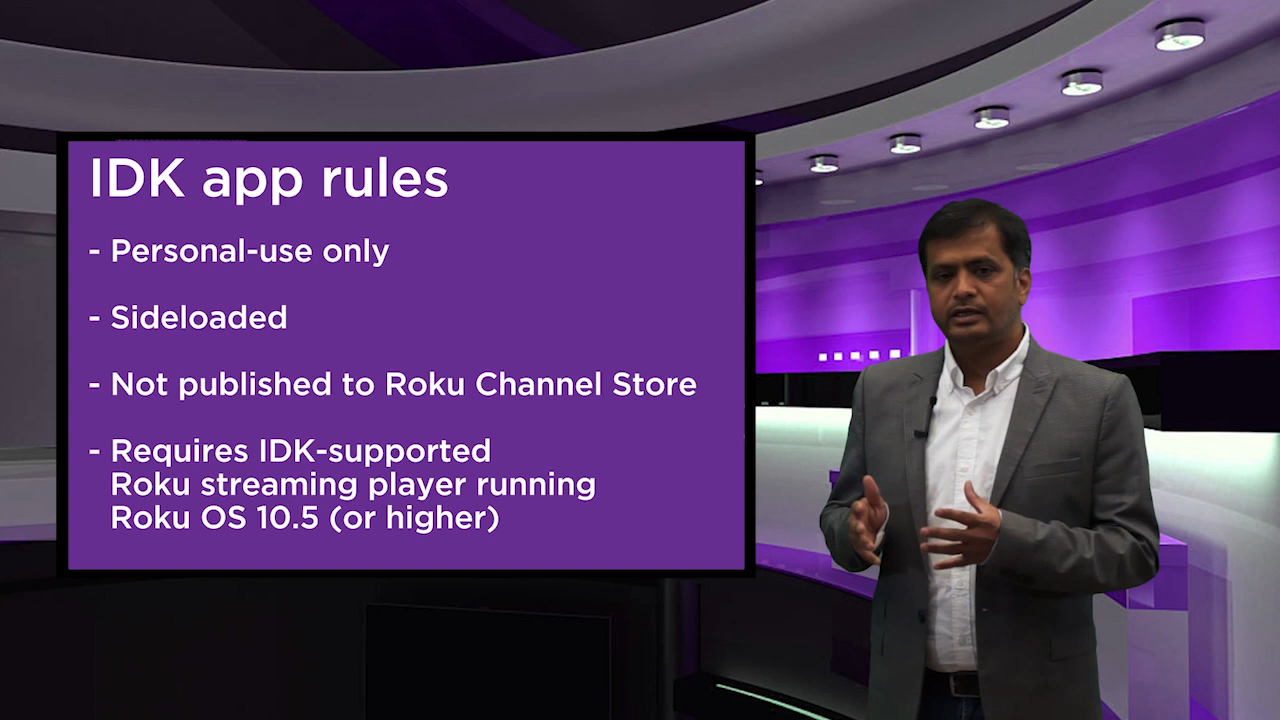 IDK app rules
- Personal-use only
- Sideloaded
- Not published to Roku Channel Store
- Requires IDK-supported
Roku streaming player running
Roku OS 10.5 (or higher)